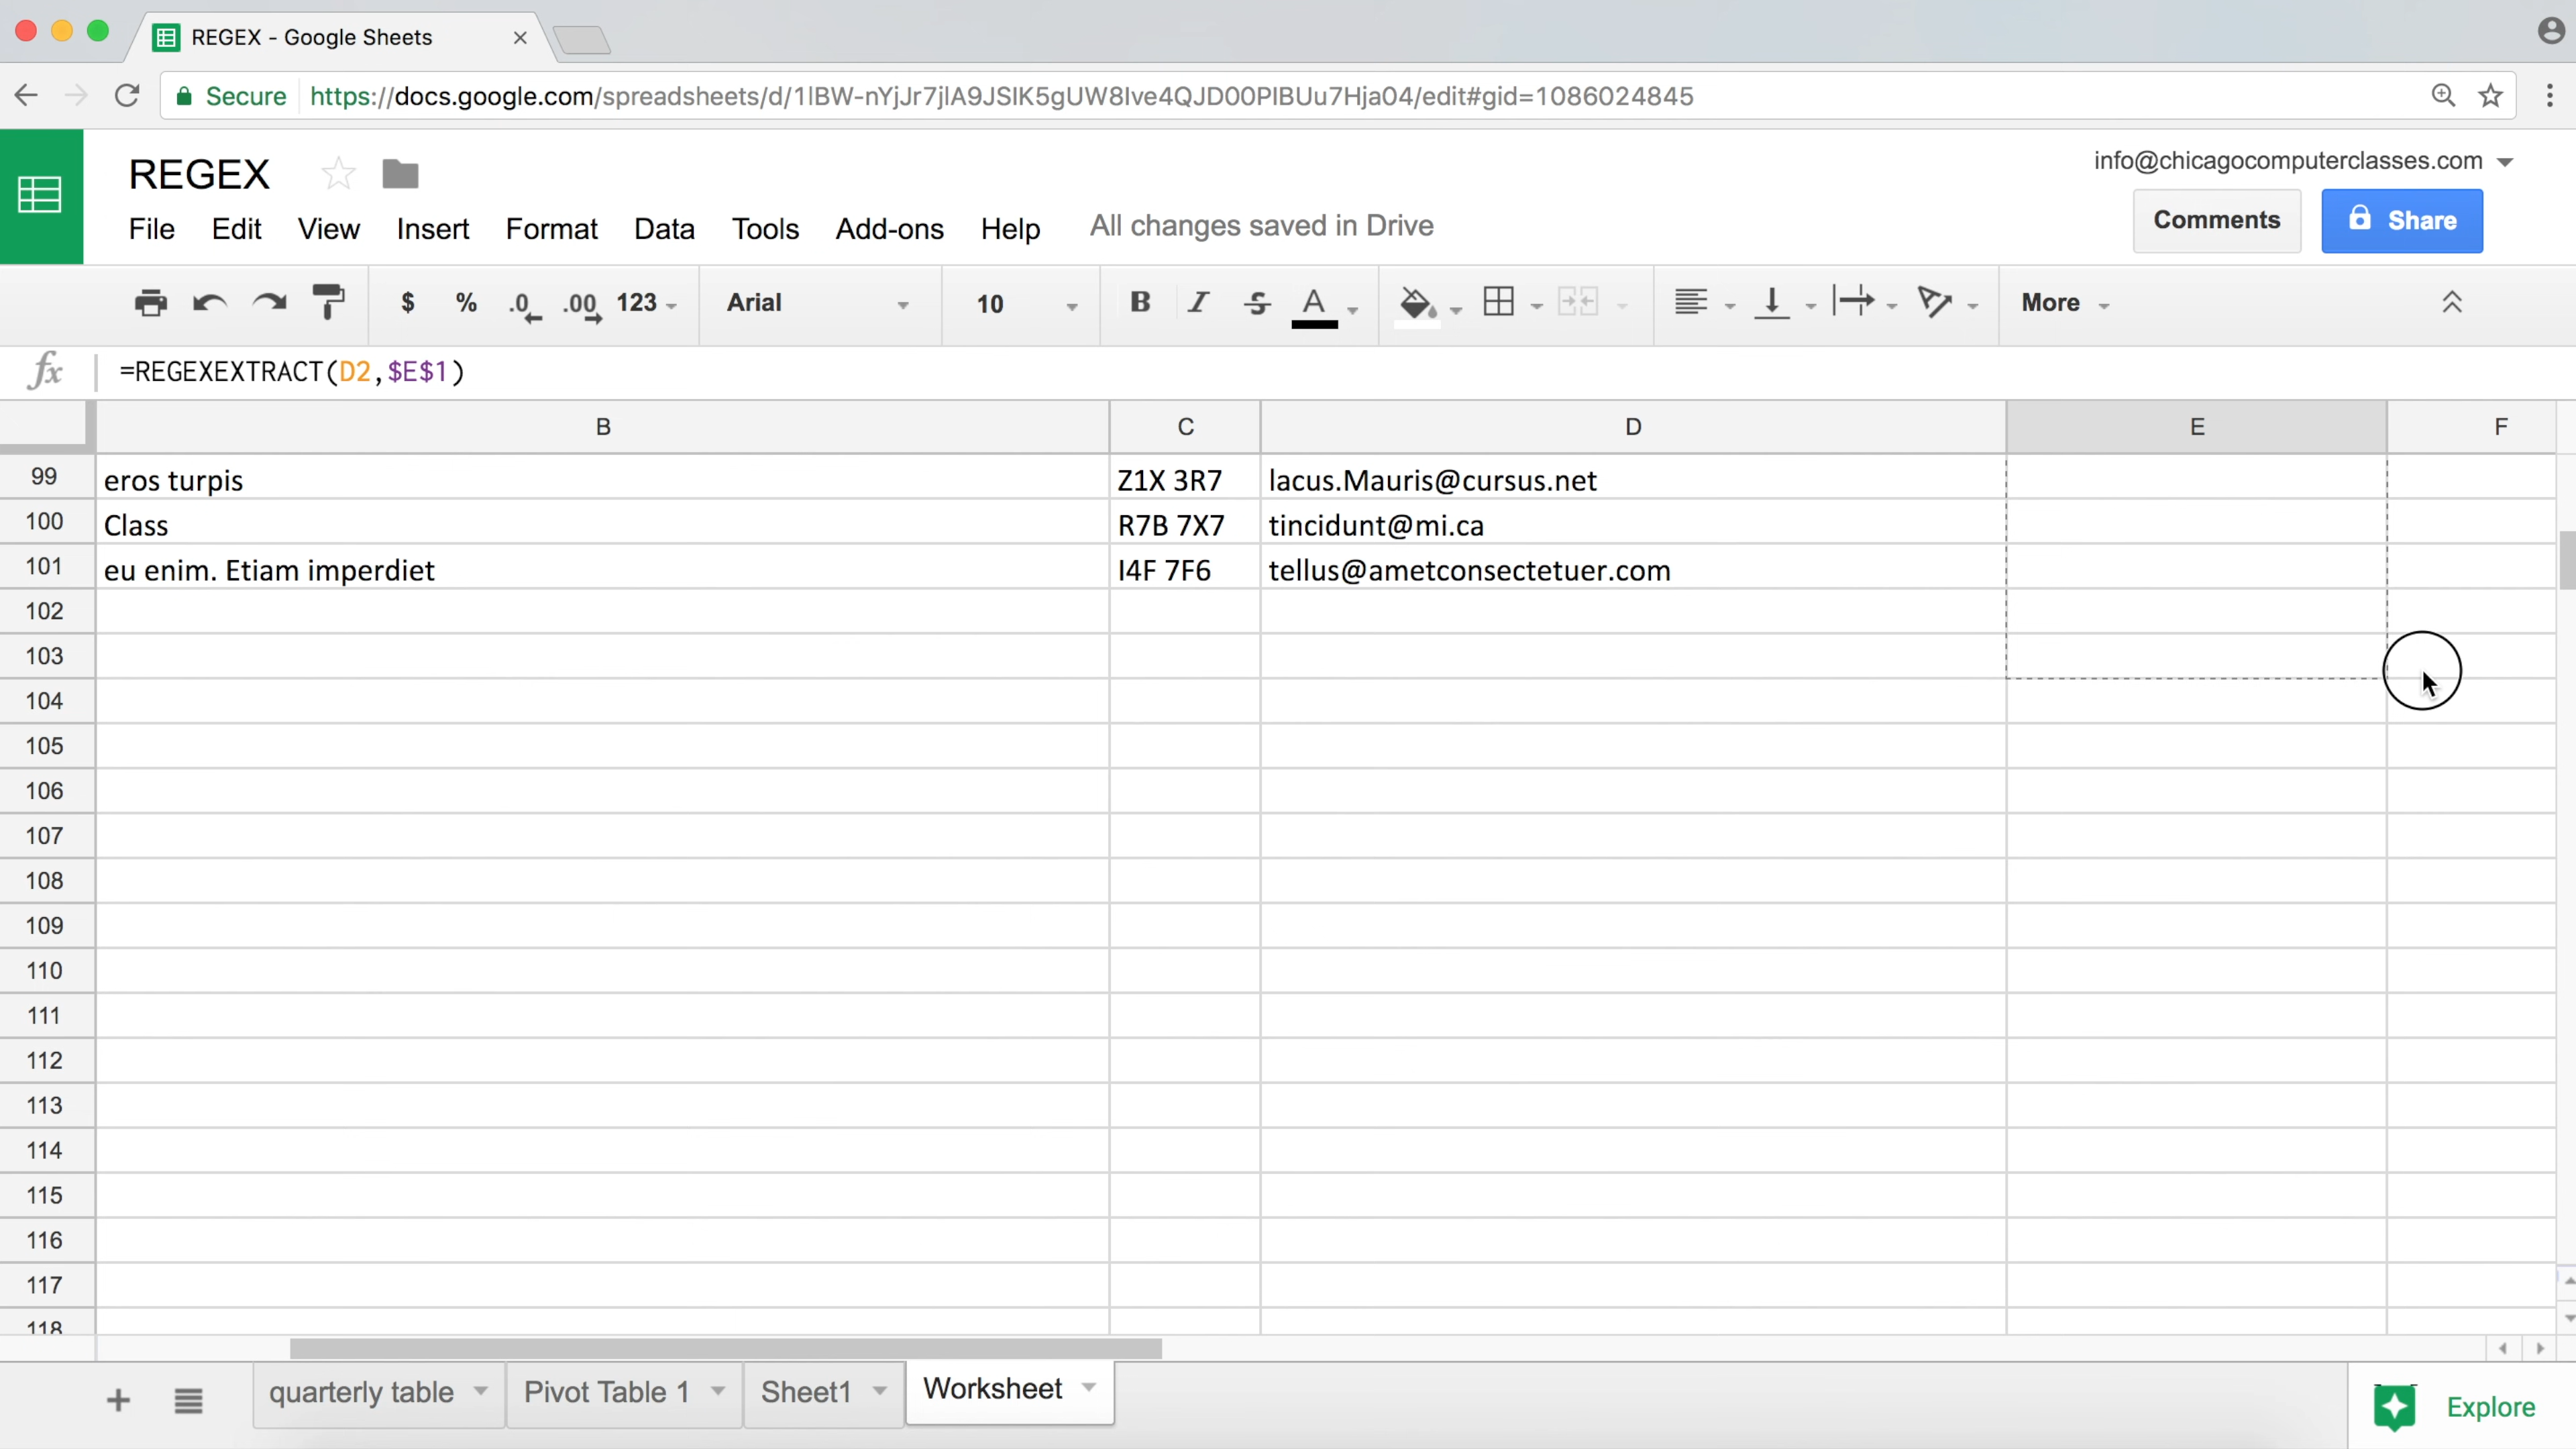 REGEX - Google Sheets
Secure https://docs.google.com/spreadsheets/d/1lBW-nYjJr7jlA9JSIK5gUW8Ive4QJD00PIBUu7Hja04/edit#gid=1086024845
REGEX
info@chicagocomputerclasses.com
File Edit View Insert Format Data Tools Add-ons Help All changes saved in Drive
Comments Share
$ % .0 .00 123 Arial 10 B I S A More
fx =REGEXEXTRACT(D2,$E$1)
B C D E F
99 eros turpis Z1X 3R7 lacus.Mauris@cursus.net
100 Class R7B 7X7 tincidunt@mi.ca
101 eu enim. Etiam imperdiet I4F 7F6 tellus@ametconsectetuer.com
102
103
104
105
106
107
108
109
110
111
112
113
114
115
116
117
118
quarterly table Pivot Table 1 Sheet1 Worksheet Explore